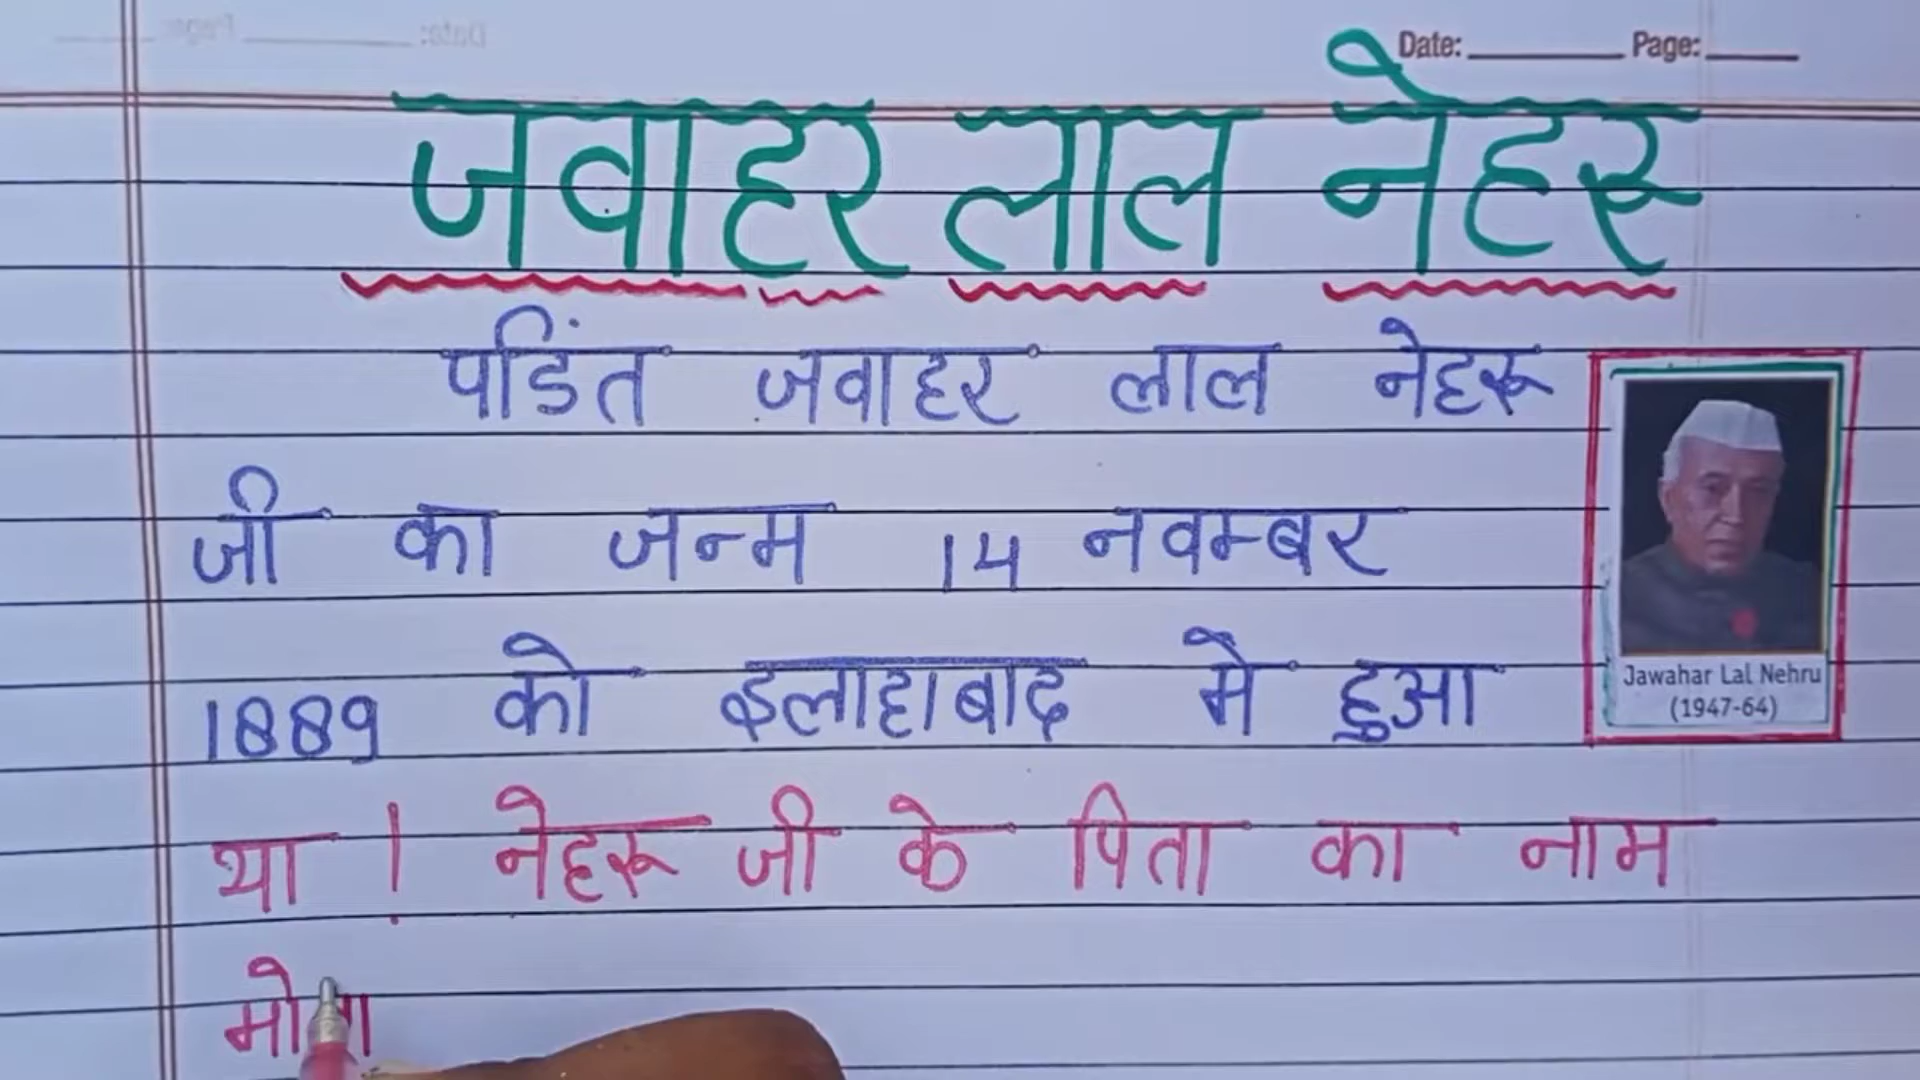 Date: Page:
जवाहर लाल नेहरू
पडिंत जवाहर लाल नेहरू
जी का जन्म 14 नवम्बर
1889 को इलाहाबाद मे हुआ
Jawahar Lal Nehru
(1947-64)
था ! नेहरू जी के पिता का नाम